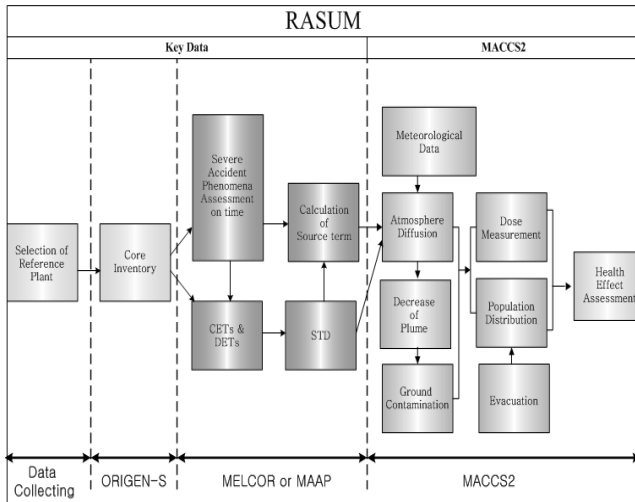 RASUM
Key Data
MACCS2
Selection of
Reference
Plant
Core
Inventory
Severe
Accident
Phenomena
Assessment
on time
CETs &
DETs
Calculation
of
Source term
STD
Meteorological
Data
Atmosphere
Diffusion
Decrease
of
Plume
Ground
Contamination
Dose
Measurement
Population
Distribution
Evacuation
Health
Effect
Assessment
Data
Collecting
ORIGEN-S
MELCOR or MAAP
MACCS2